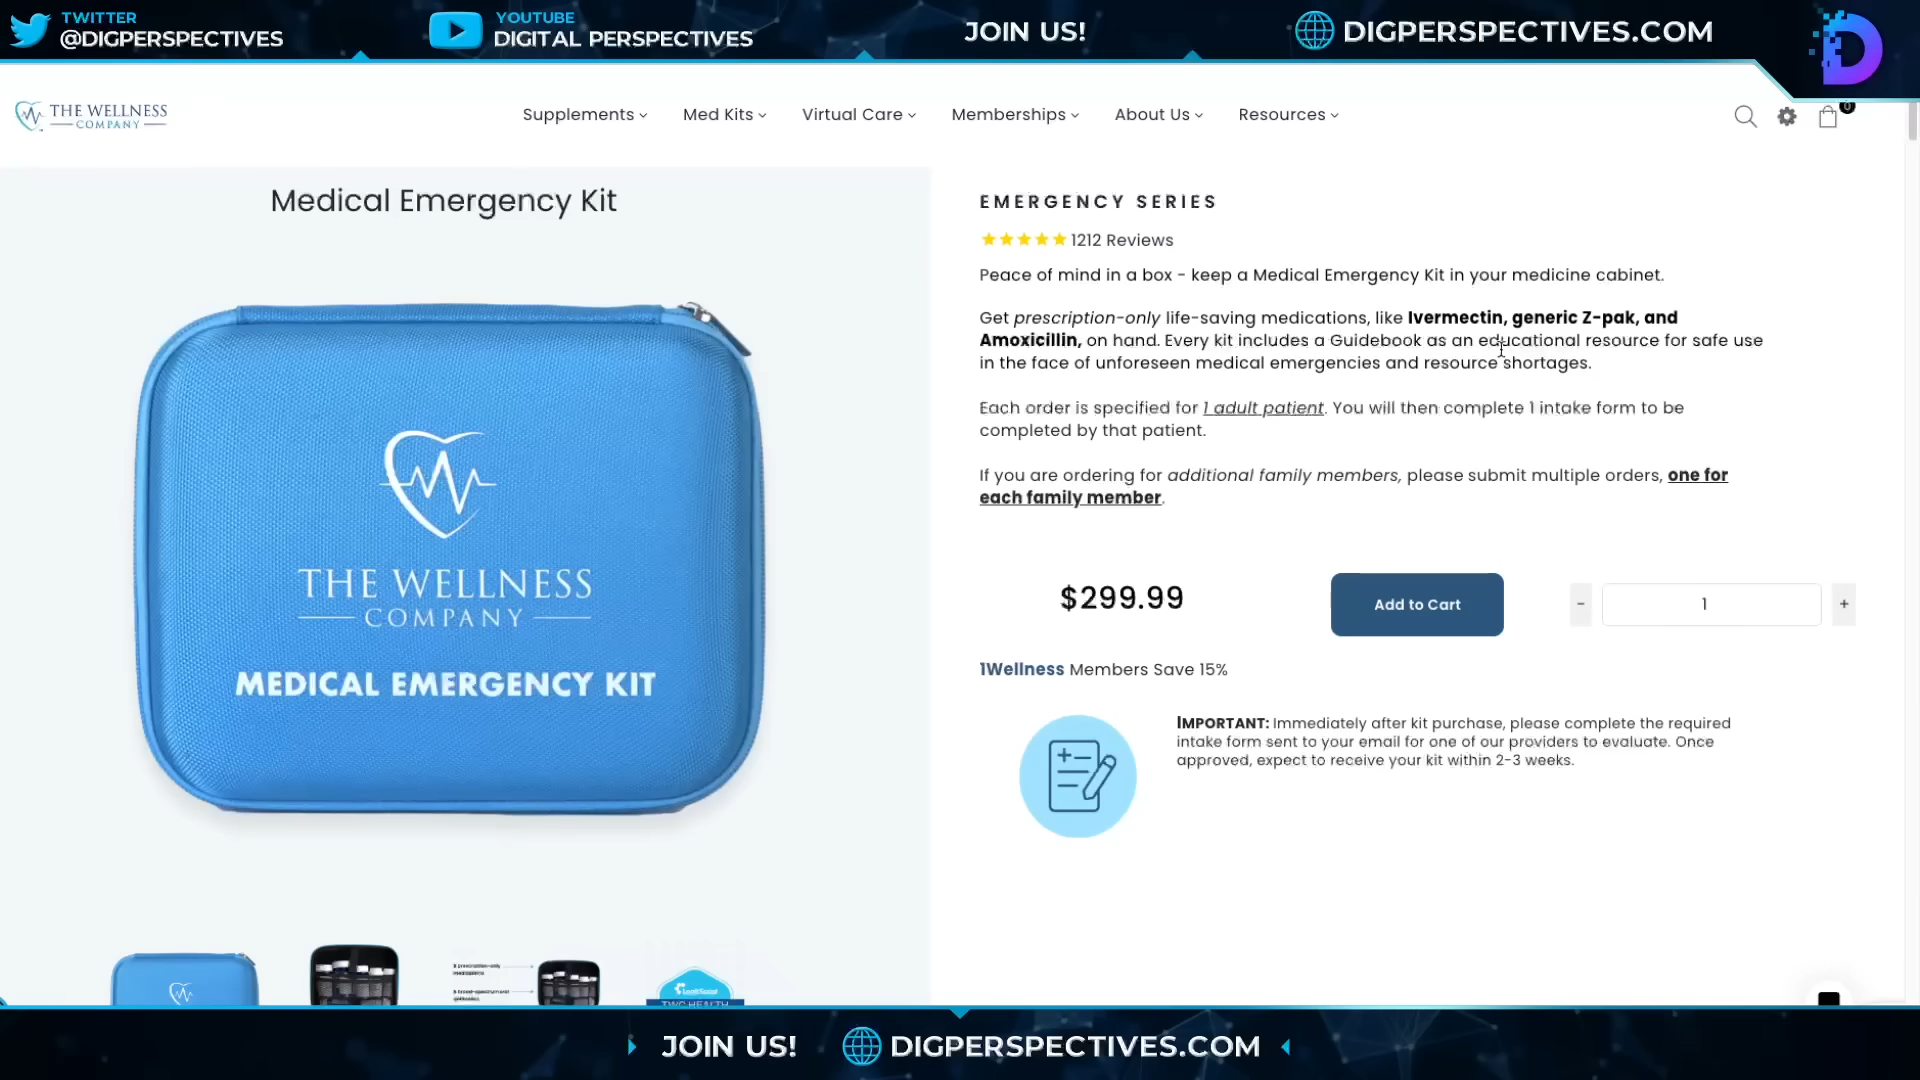 TWITTER
@DIGPERSPECTIVES
YOUTUBE
DIGITAL PERSPECTIVES
JOIN US!
DIGPERSPECTIVES.COM
THE WELLNESS
COMPANY
Supplements
Med Kits
Virtual Care
Memberships
About Us
Resources
0
Medical Emergency Kit
THE WELLNESS
COMPANY
MEDICAL EMERGENCY KIT
EMERGENCY SERIES
1212 Reviews
Peace of mind in a box - keep a Medical Emergency Kit in your medicine cabinet.
Get prescription-only life-saving medications, like Ivermectin, generic Z-pak, and
Amoxicillin, on hand. Every kit includes a Guidebook as an educational resource for safe use
in the face of unforeseen medical emergencies and resource shortages.
Each order is specified for 1 adult patient. You will then complete 1 intake form to be
completed by that patient.
If you are ordering for additional family members, please submit multiple orders, one for
each family member.
$299.99
Add to Cart
-
1
+
1Wellness Members Save 15%
IMPORTANT: Immediately after kit purchase, please complete the required
intake form sent to your email for one of our providers to evaluate. Once
approved, expect to receive your kit within 2-3 weeks.
JOIN US!
DIGPERSPECTIVES.COM